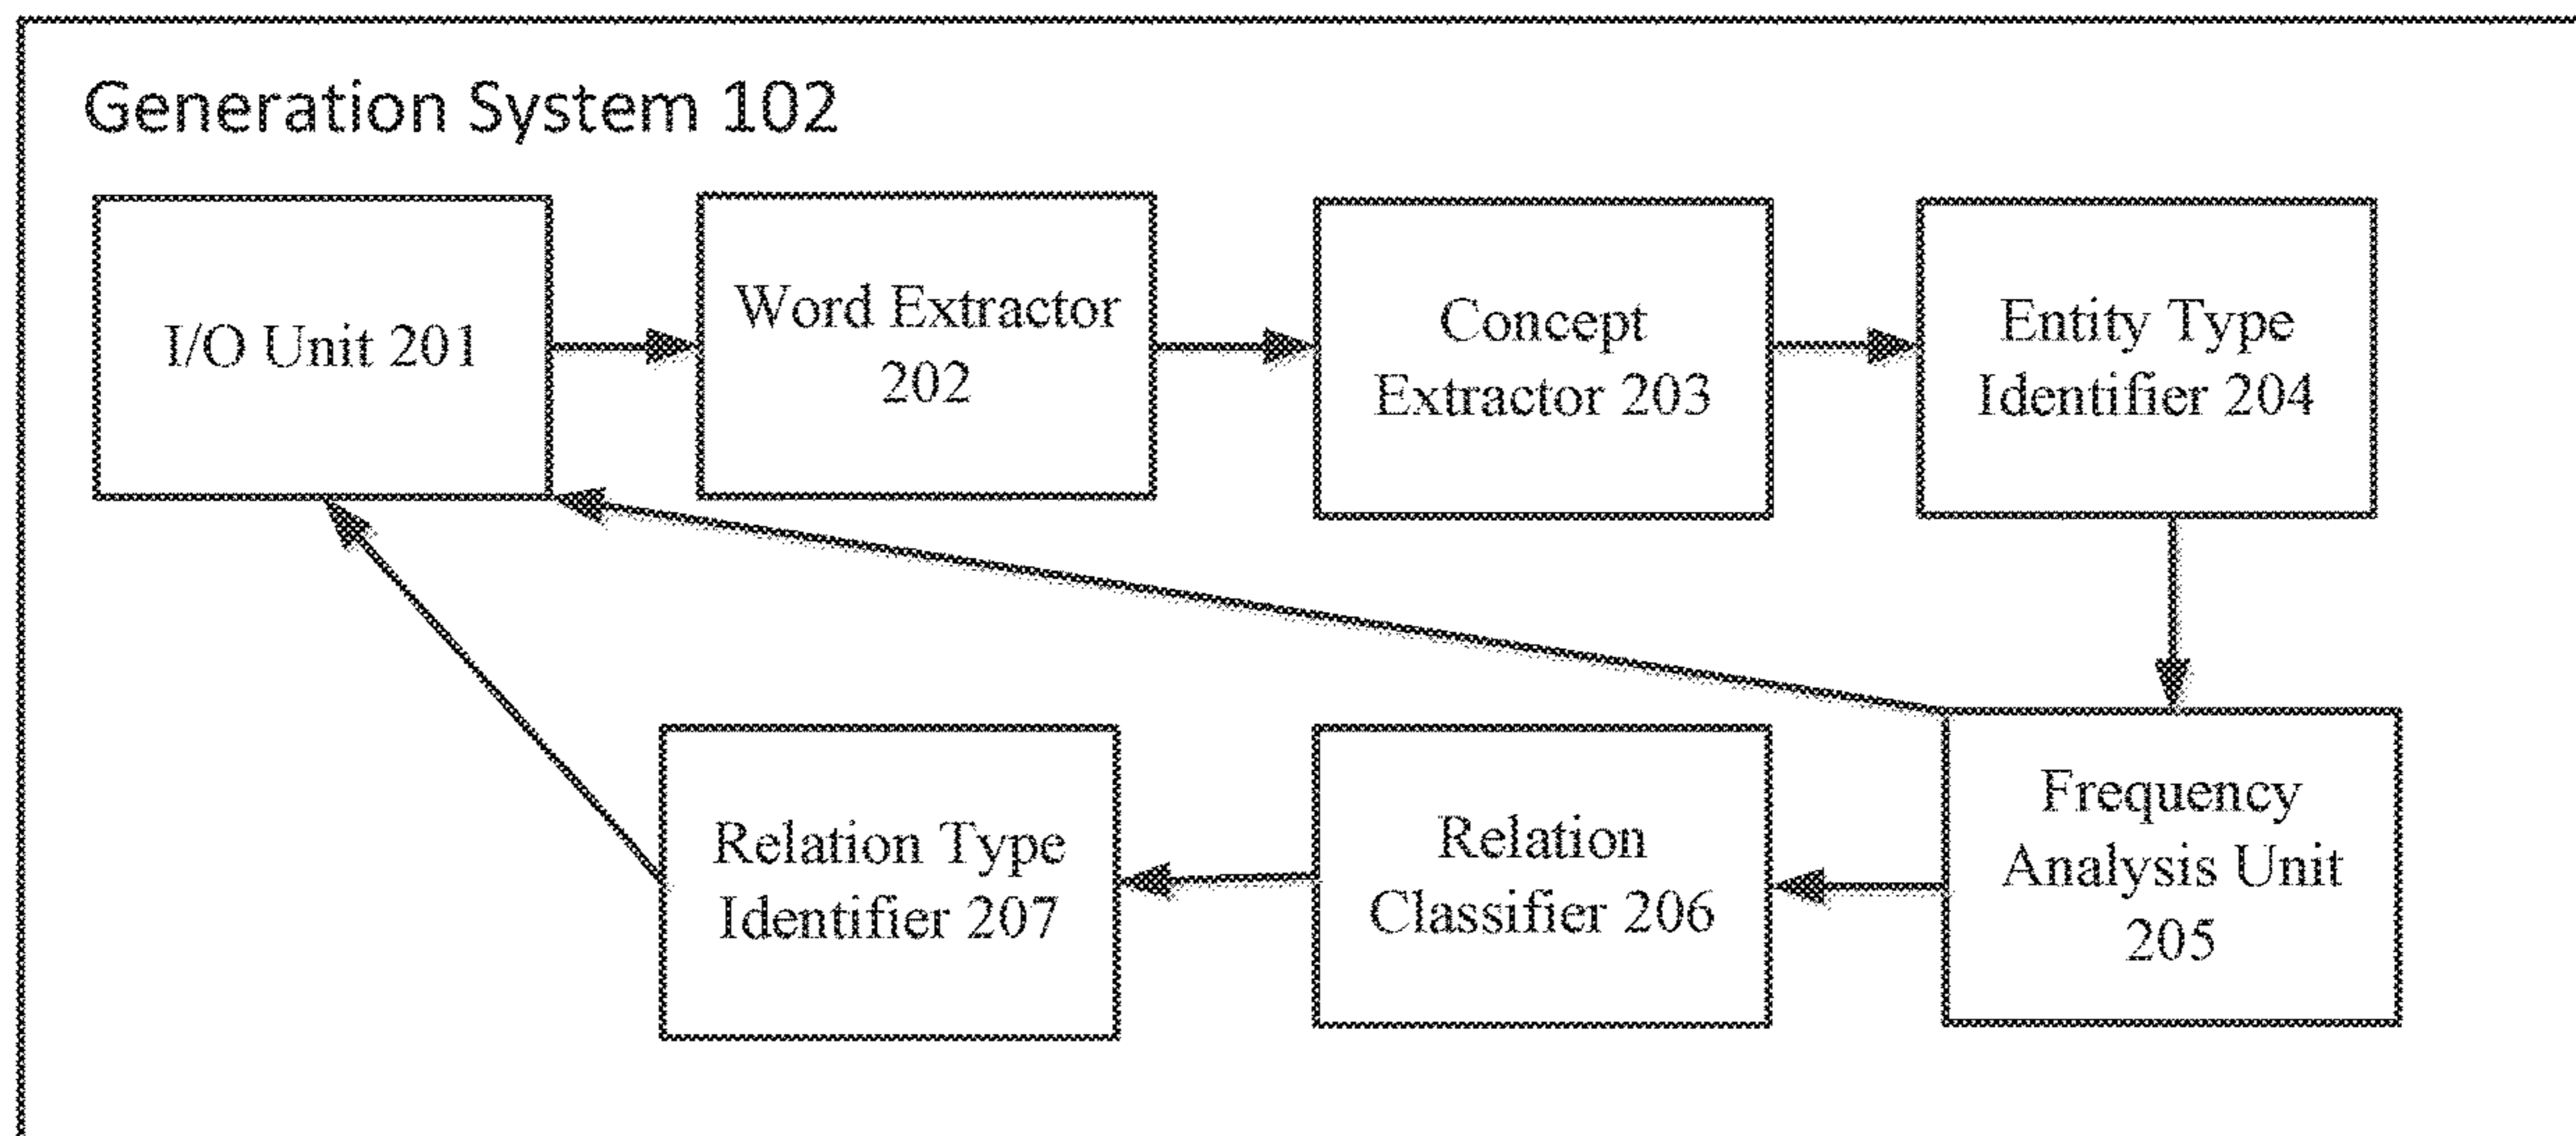 Generation System 102
I/O Unit 201
Word Extractor
202
Concept
Extractor 203
Entity Type
Identifier 204
Relation Type
Identifier 207
Relation
Classifier 206
Frequency
Analysis Unit
205